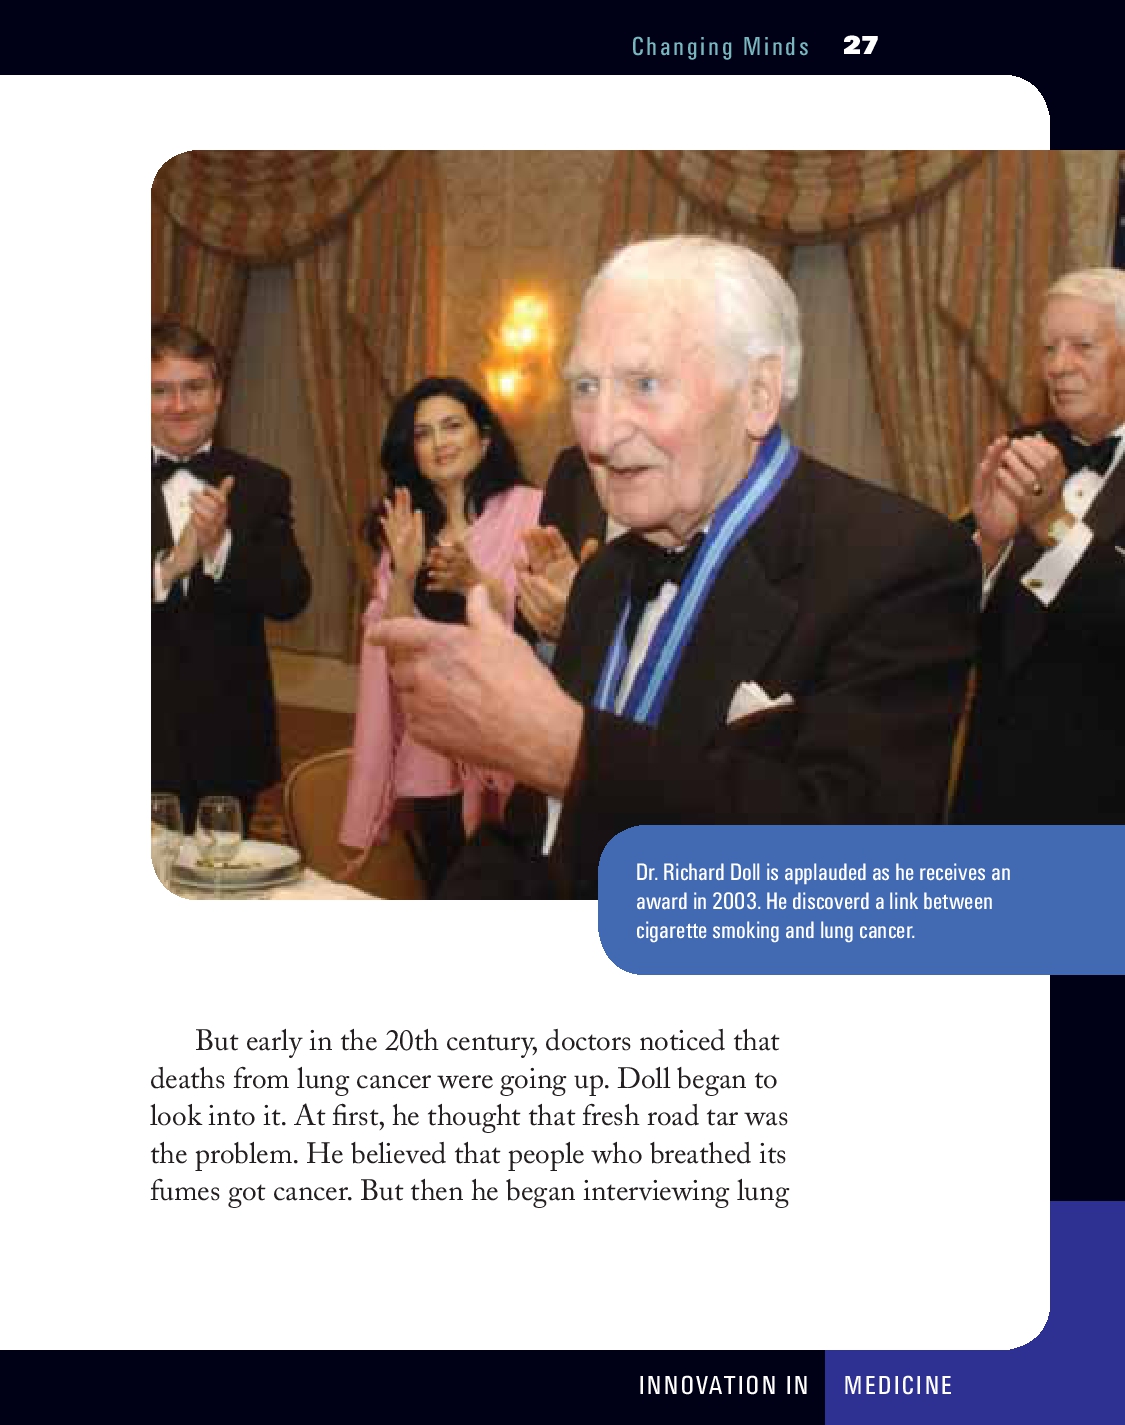 Changing Minds 27
Dr. Richard Doll is applauded as he receives an
award in 2003. He discoverd a link between
cigarette smoking and lung cancer.
But early in the 20th century, doctors noticed that
deaths from lung cancer were going up. Doll began to
look into it. At first, he thought that fresh road tar was
the problem. He believed that people who breathed its
fumes got cancer. But then he began interviewing lung
INNOVATION IN MEDICINE